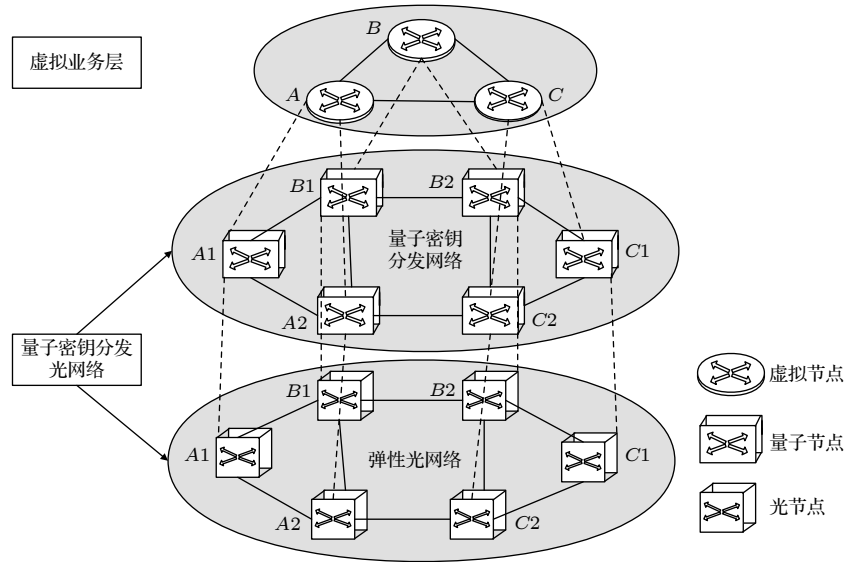 B
虚拟业务层
A
C
B1
B2
量子密钥
分发网络
A1
C1
A2
C2
量子密钥分发
光网络
B1
B2
虚拟节点
A1
弹性光网络
C1
量子节点
A2
C2
光节点